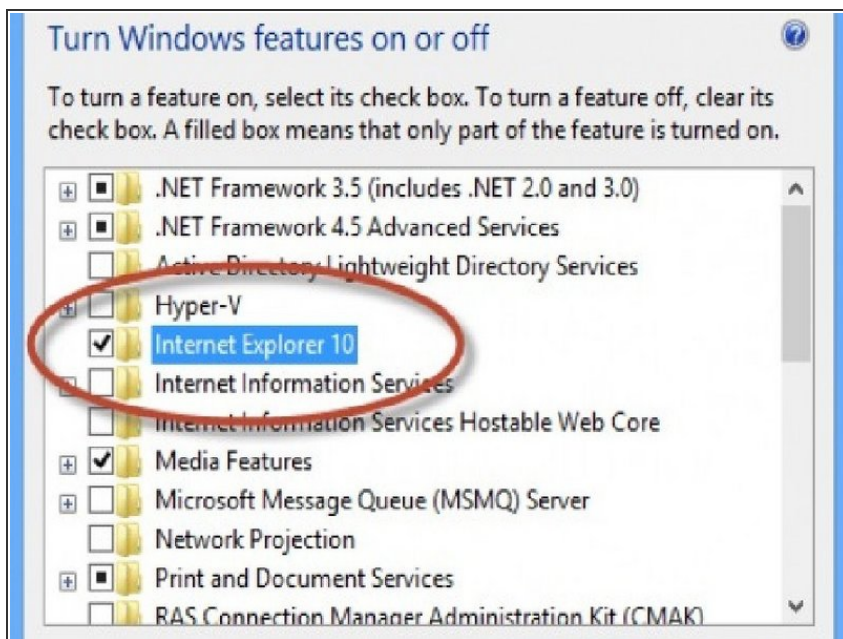 Turn Windows features on or off
To turn a feature on, select its check box. To turn a feature off, clear its
check box. A filled box means that only part of the feature is turned on.
.NET Framework 3.5 (includes .NET 2.0 and 3.0)
.NET Framework 4.5 Advanced Services
Active Directory Lightweight Directory Services
Hyper-V
Internet Explorer 10
Internet Information Services
Internet Information Services Hostable Web Core
Media Features
Microsoft Message Queue (MSMQ) Server
Network Projection
Print and Document Services
RAS Connection Manager Administration Kit (CMAK)